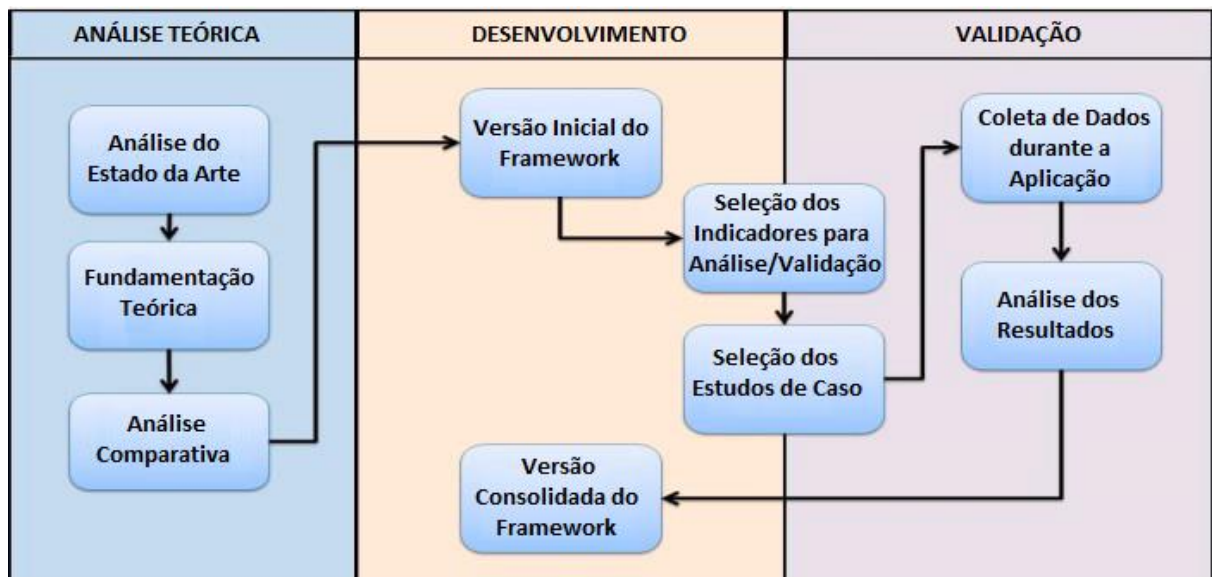 ANÁLISE TEÓRICA
DESENVOLVIMENTO
VALIDAÇÃO
Análise do
Estado da Arte
Fundamentação
Teórica
Análise
Comparativa
Versão Inicial do
Framework
Seleção dos
Indicadores para
Análise/Validação
Seleção dos
Estudos de Caso
Coleta de Dados
durante a
Aplicação
Análise dos
Resultados
Versão
Consolidada do
Framework